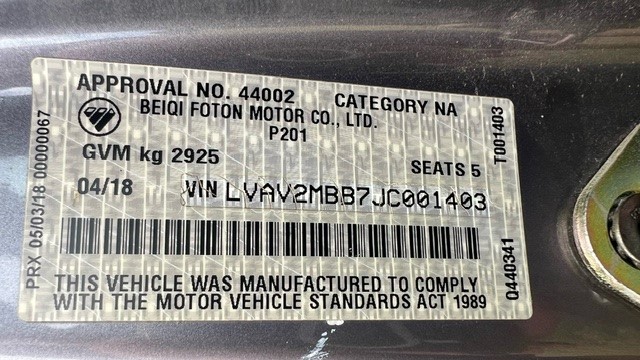 APPROVAL NO. 44002 CATEGORY NA
BEIQI FOTON MOTOR CO., LTD.
P201
GVM kg 2925 SEATS 5
04/18 VIN LVAV2MBB7JC001403
THIS VEHICLE WAS MANUFACTURED TO COMPLY
WITH THE MOTOR VEHICLE STANDARDS ACT 1989
PRX 05/03/18 00000067
T001403
0440341